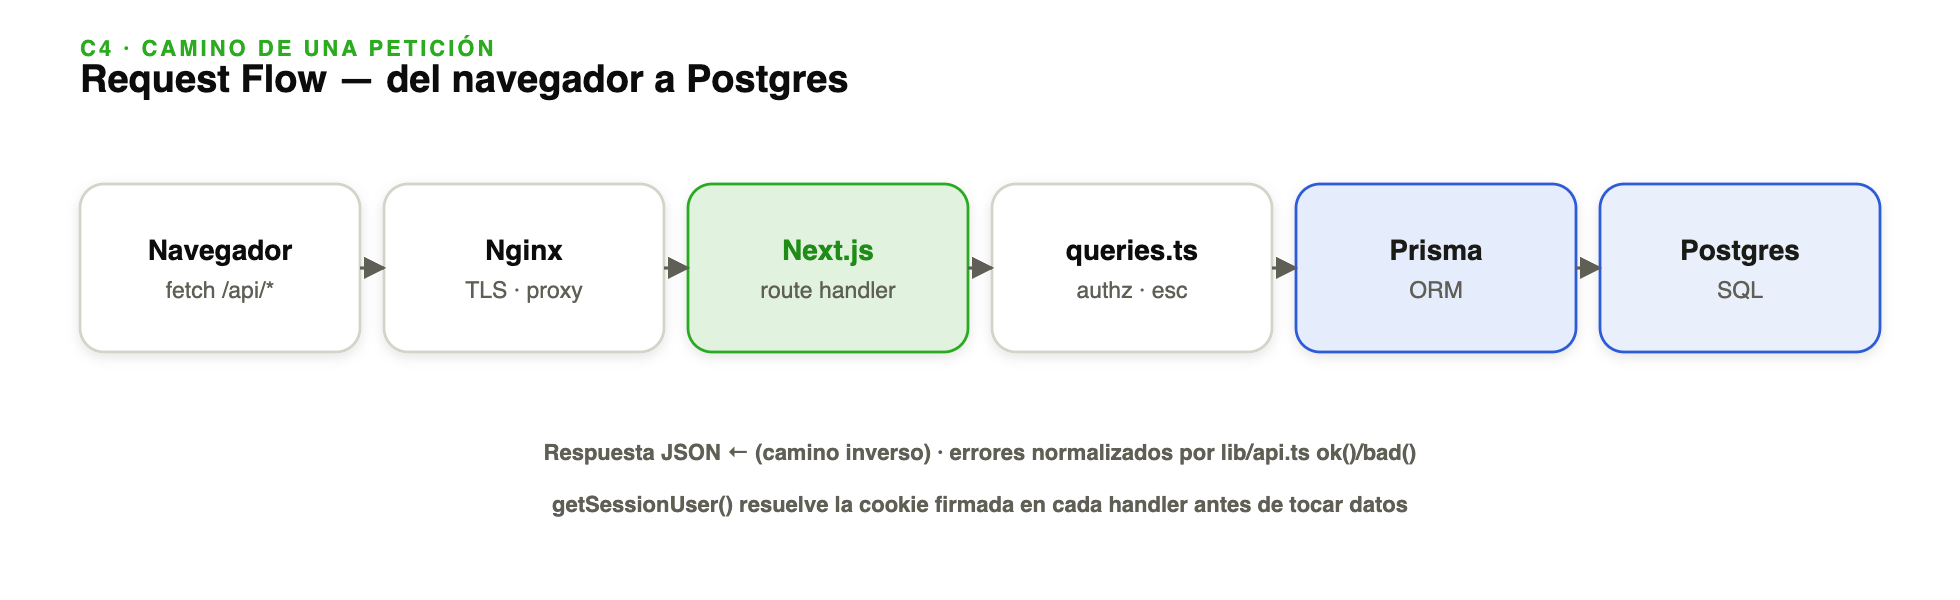 C4 · CAMINO DE UNA PETICIÓN
Request Flow — del navegador a Postgres
Navegador
fetch /api/*
Nginx
TLS · proxy
Next.js
route handler
queries.ts
authz · esc
Prisma
ORM
Postgres
SQL
Respuesta JSON ← (camino inverso) · errores normalizados por lib/api.ts ok()/bad()
getSessionUser() resuelve la cookie firmada en cada handler antes de tocar datos